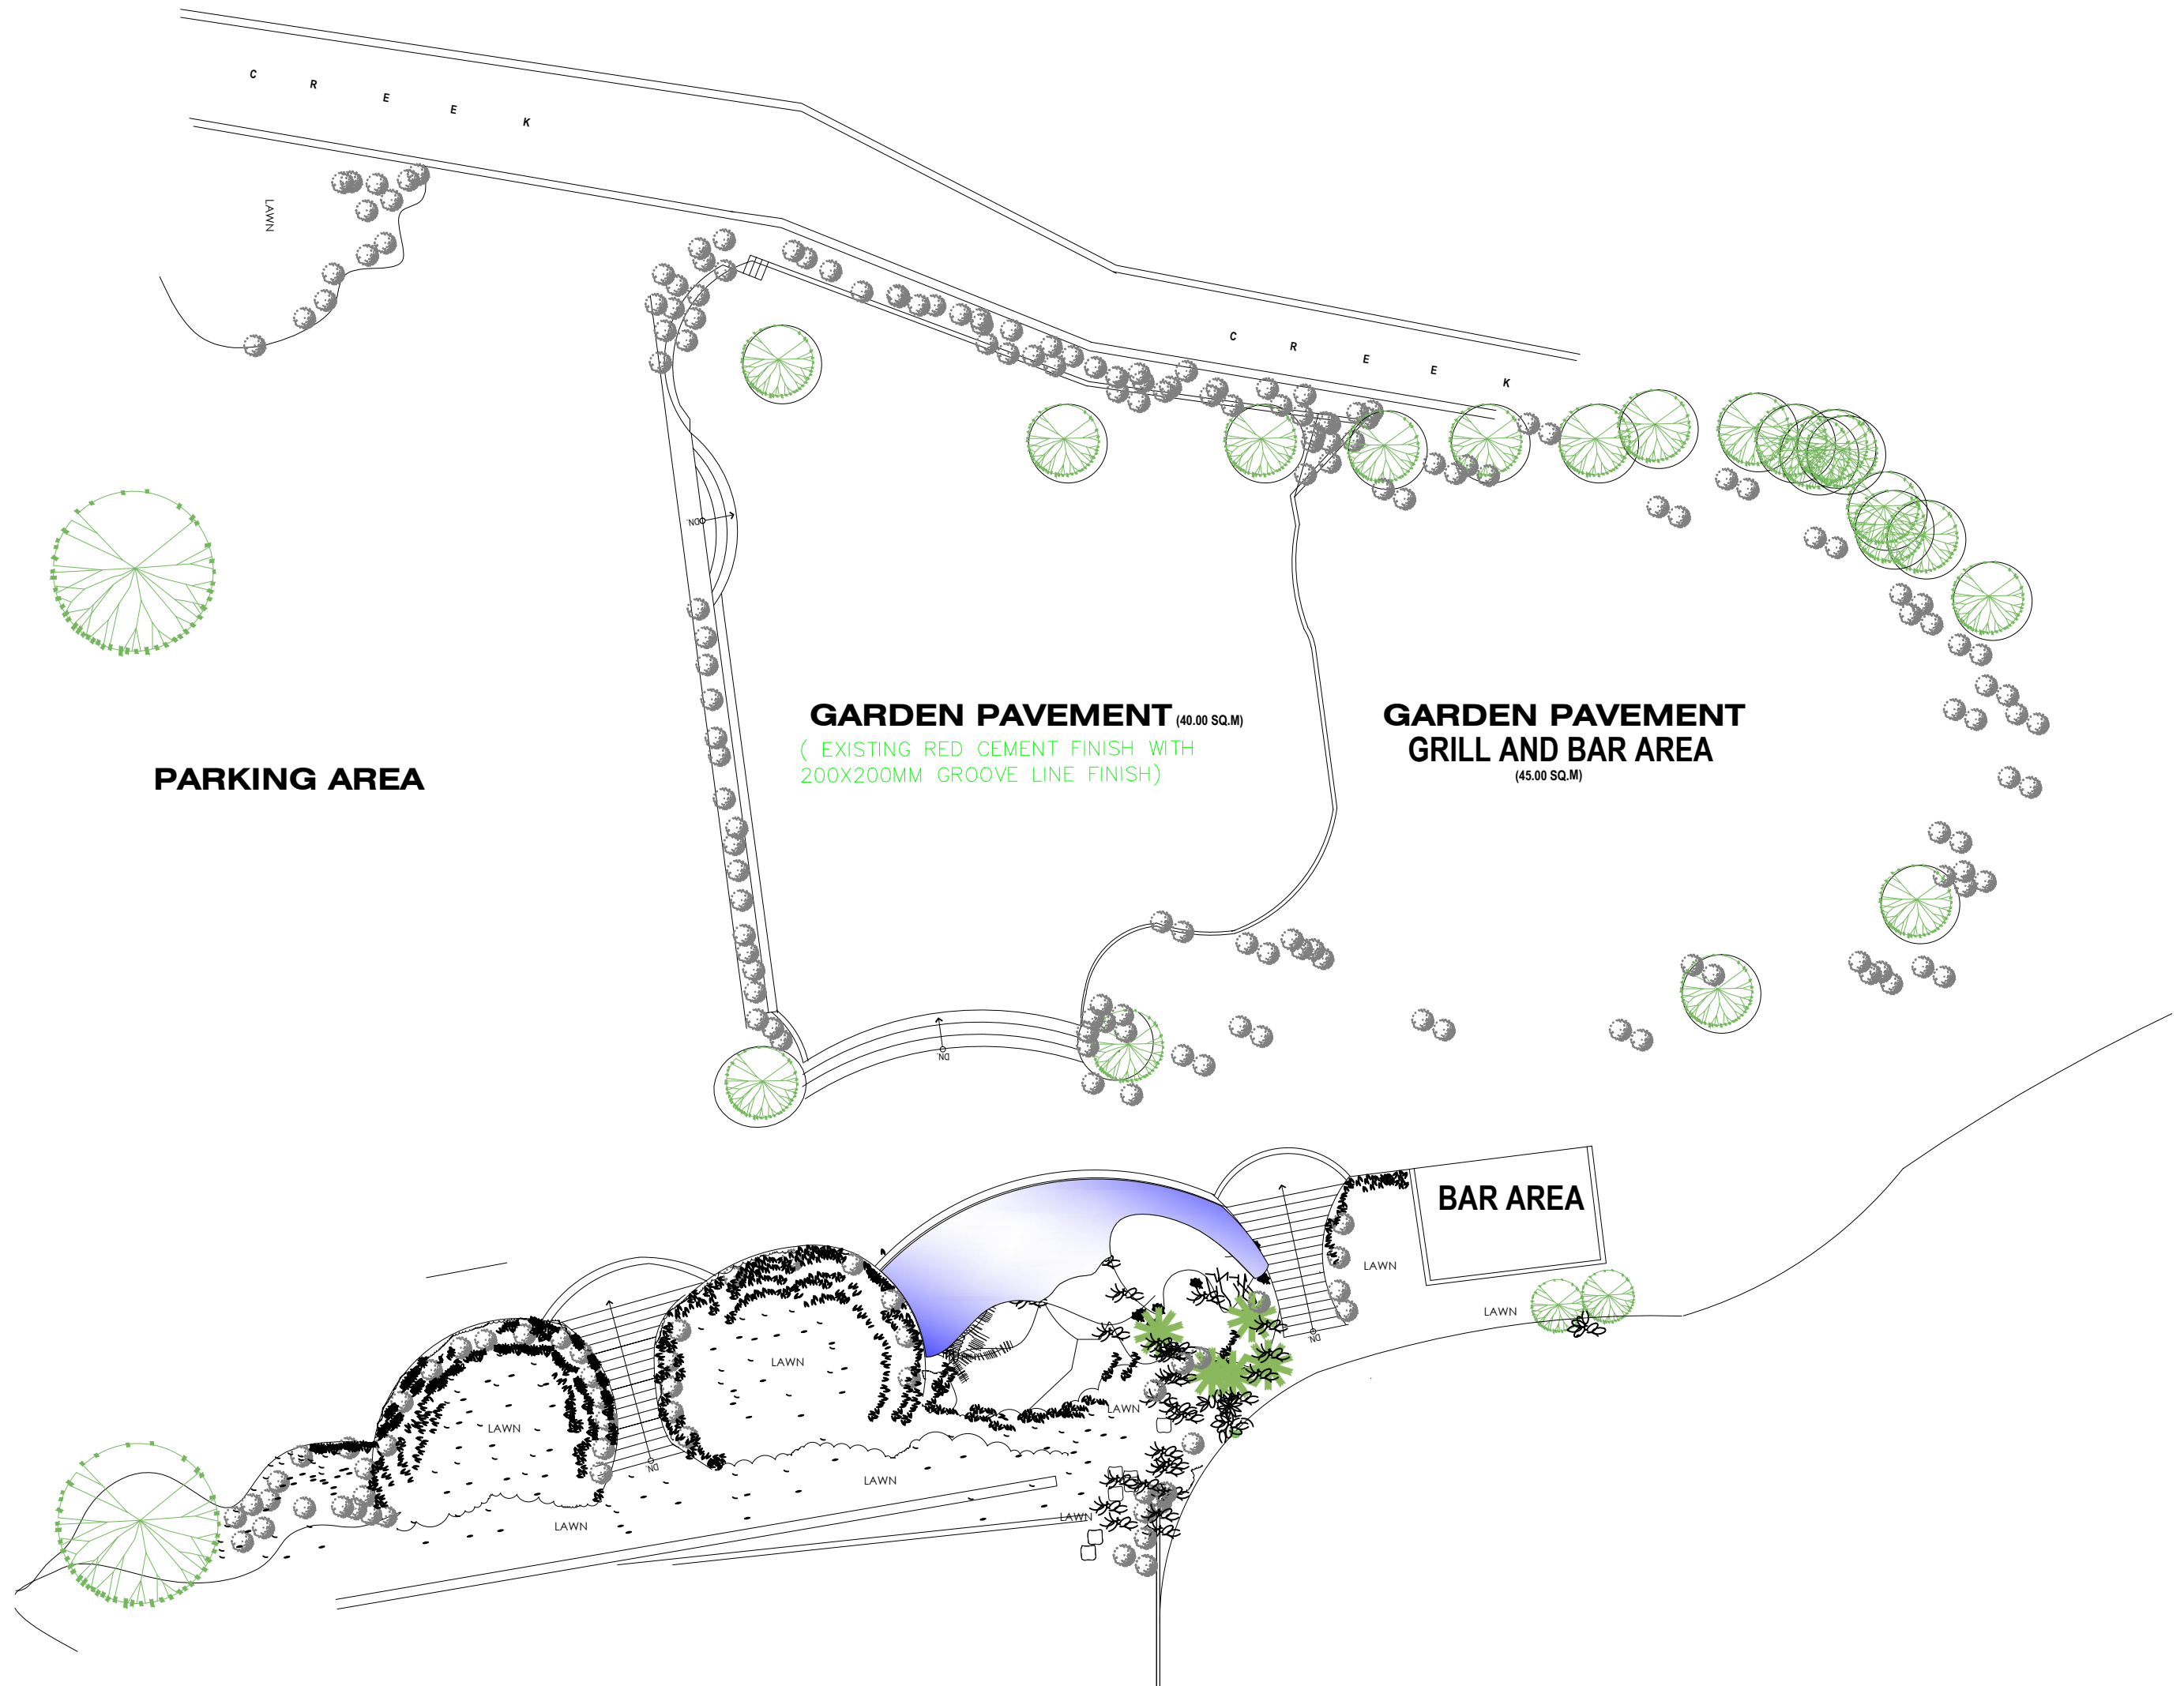 C R E E K
LAWN
C R E E K
DN.
GARDEN PAVEMENT (40.00 SQ.M)
( EXISTING RED CEMENT FINISH WITH
200X200MM GROOVE LINE FINISH)
GARDEN PAVEMENT
GRILL AND BAR AREA
(45.00 SQ.M)
PARKING AREA
DN
BAR AREA
LAWN
LAWN
DN
LAWN
LAWN
LAWN
DN
LAWN
LAWN
LAWN